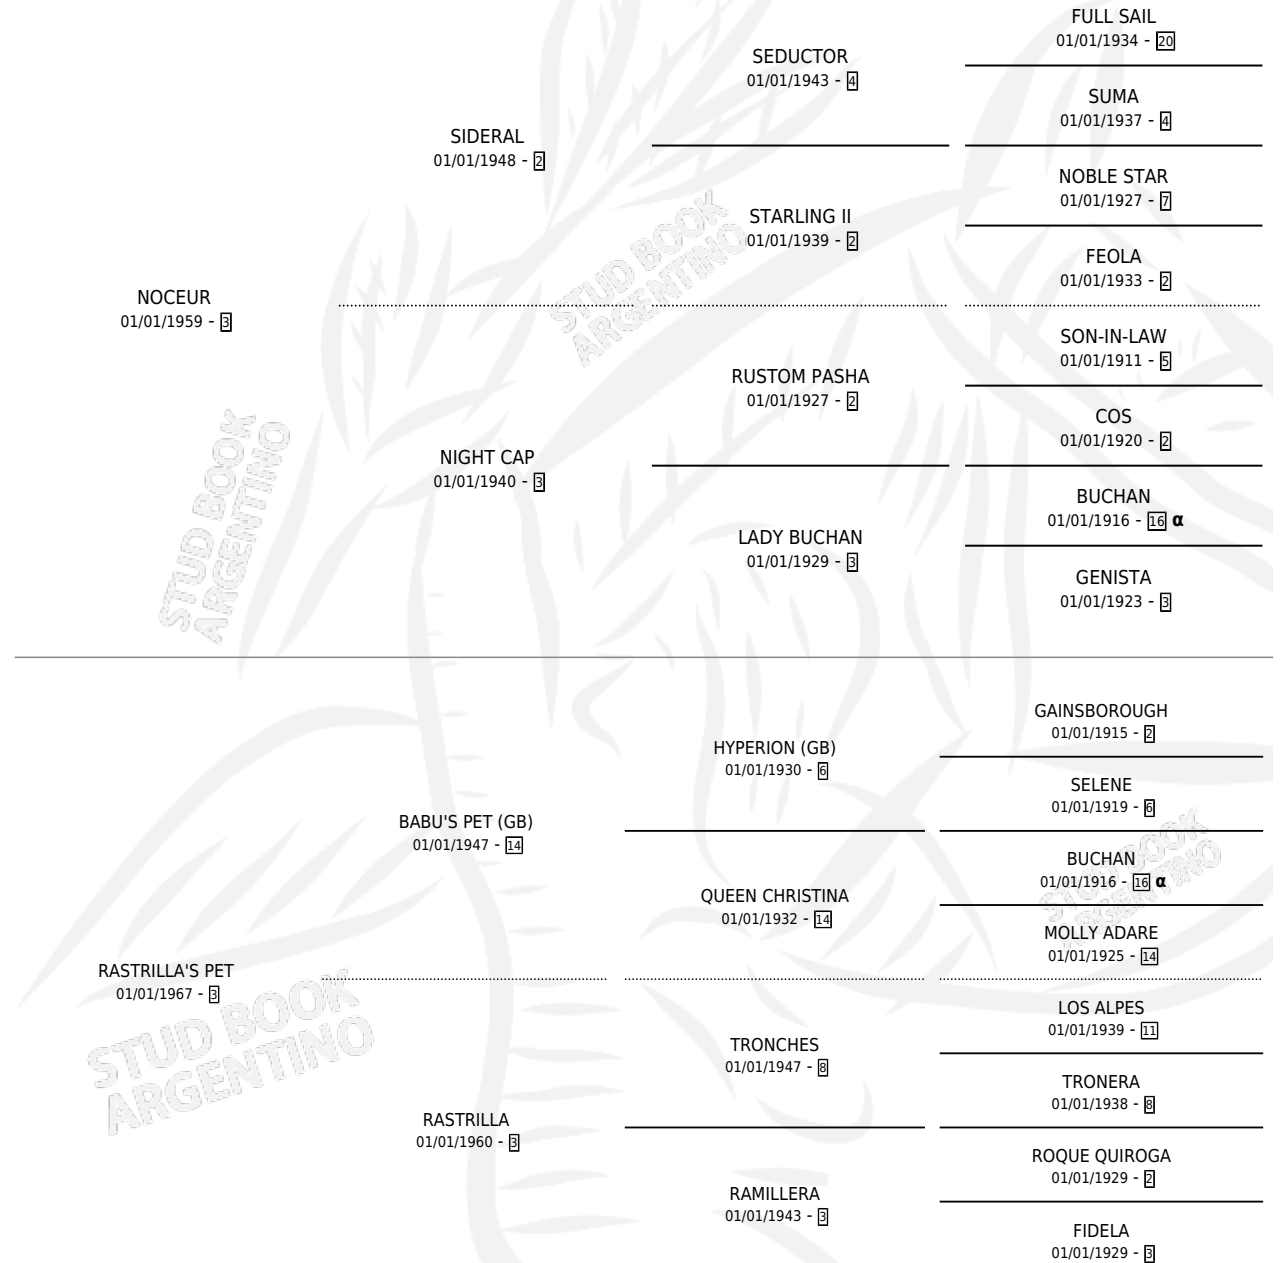 FULL SAIL
01/01/1934 - 20
SEDUCTOR
01/01/1943 - 4
SUMA
01/01/1937 - 4
SIDERAL
01/01/1948 - 2
NOBLE STAR
01/01/1927 - 7
STARLING II
01/01/1939 - 2
FEOLA
01/01/1933 - 2
NOCEUR
01/01/1959 - 3
SON-IN-LAW
01/01/1911 - 5
RUSTOM PASHA
01/01/1927 - 2
COS
01/01/1920 - 2
NIGHT CAP
01/01/1940 - 3
BUCHAN
01/01/1916 - 16 α
LADY BUCHAN
01/01/1929 - 3
GENISTA
01/01/1923 - 3
GAINSBOROUGH
01/01/1915 - 2
HYPERION (GB)
01/01/1930 - 6
SELENE
01/01/1919 - 6
BABU'S PET (GB)
01/01/1947 - 14
BUCHAN
01/01/1916 - 16 α
QUEEN CHRISTINA
01/01/1932 - 14
MOLLY ADARE
01/01/1925 - 14
RASTRILLA'S PET
01/01/1967 - 3
LOS ALPES
01/01/1939 - 11
TRONCHES
01/01/1947 - 8
TRONERA
01/01/1938 - 8
RASTRILLA
01/01/1960 - 3
ROQUE QUIROGA
01/01/1929 - 2
RAMILLERA
01/01/1943 - 3
FIDELA
01/01/1929 - 3
STUD BOOK
ARGENTINO
STUD BOOK
ARGENTINO
STUD BOOK
ARGENTINO
STUD BOOK
ARGENTINO